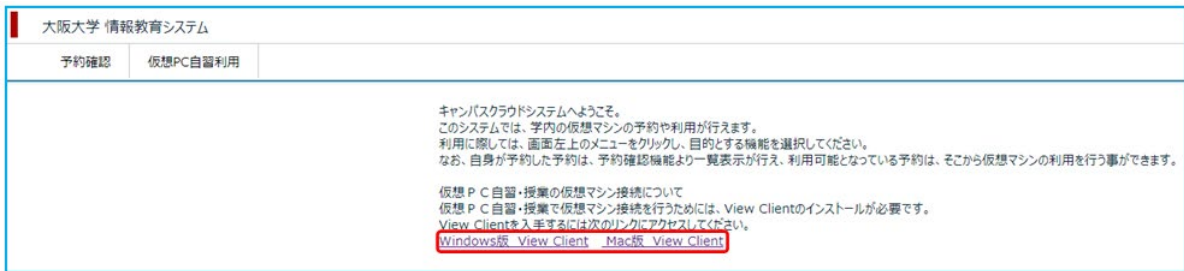 大阪大学 情報教育システム
予約確認 仮想PC自習利用
キャンパスクラウドシステムへようこそ。
このシステムでは、学内の仮想マシンの予約や利用が行えます。
利用に際しては、画面左上のメニューをクリックし、目的とする機能を選択してください。
なお、自身が予約した予約は、予約確認機能より一覧表示が行え、利用可能となっている予約は、そこから仮想マシンの利用を行う事ができます。
仮想ＰＣ自習・授業の仮想マシン接続について
仮想ＰＣ自習・授業で仮想マシン接続を行うためには、View Clientのインストールが必要です。
View Clientを入手するには次のリンクにアクセスしてください。
Windows版 View Client Mac版 View Client